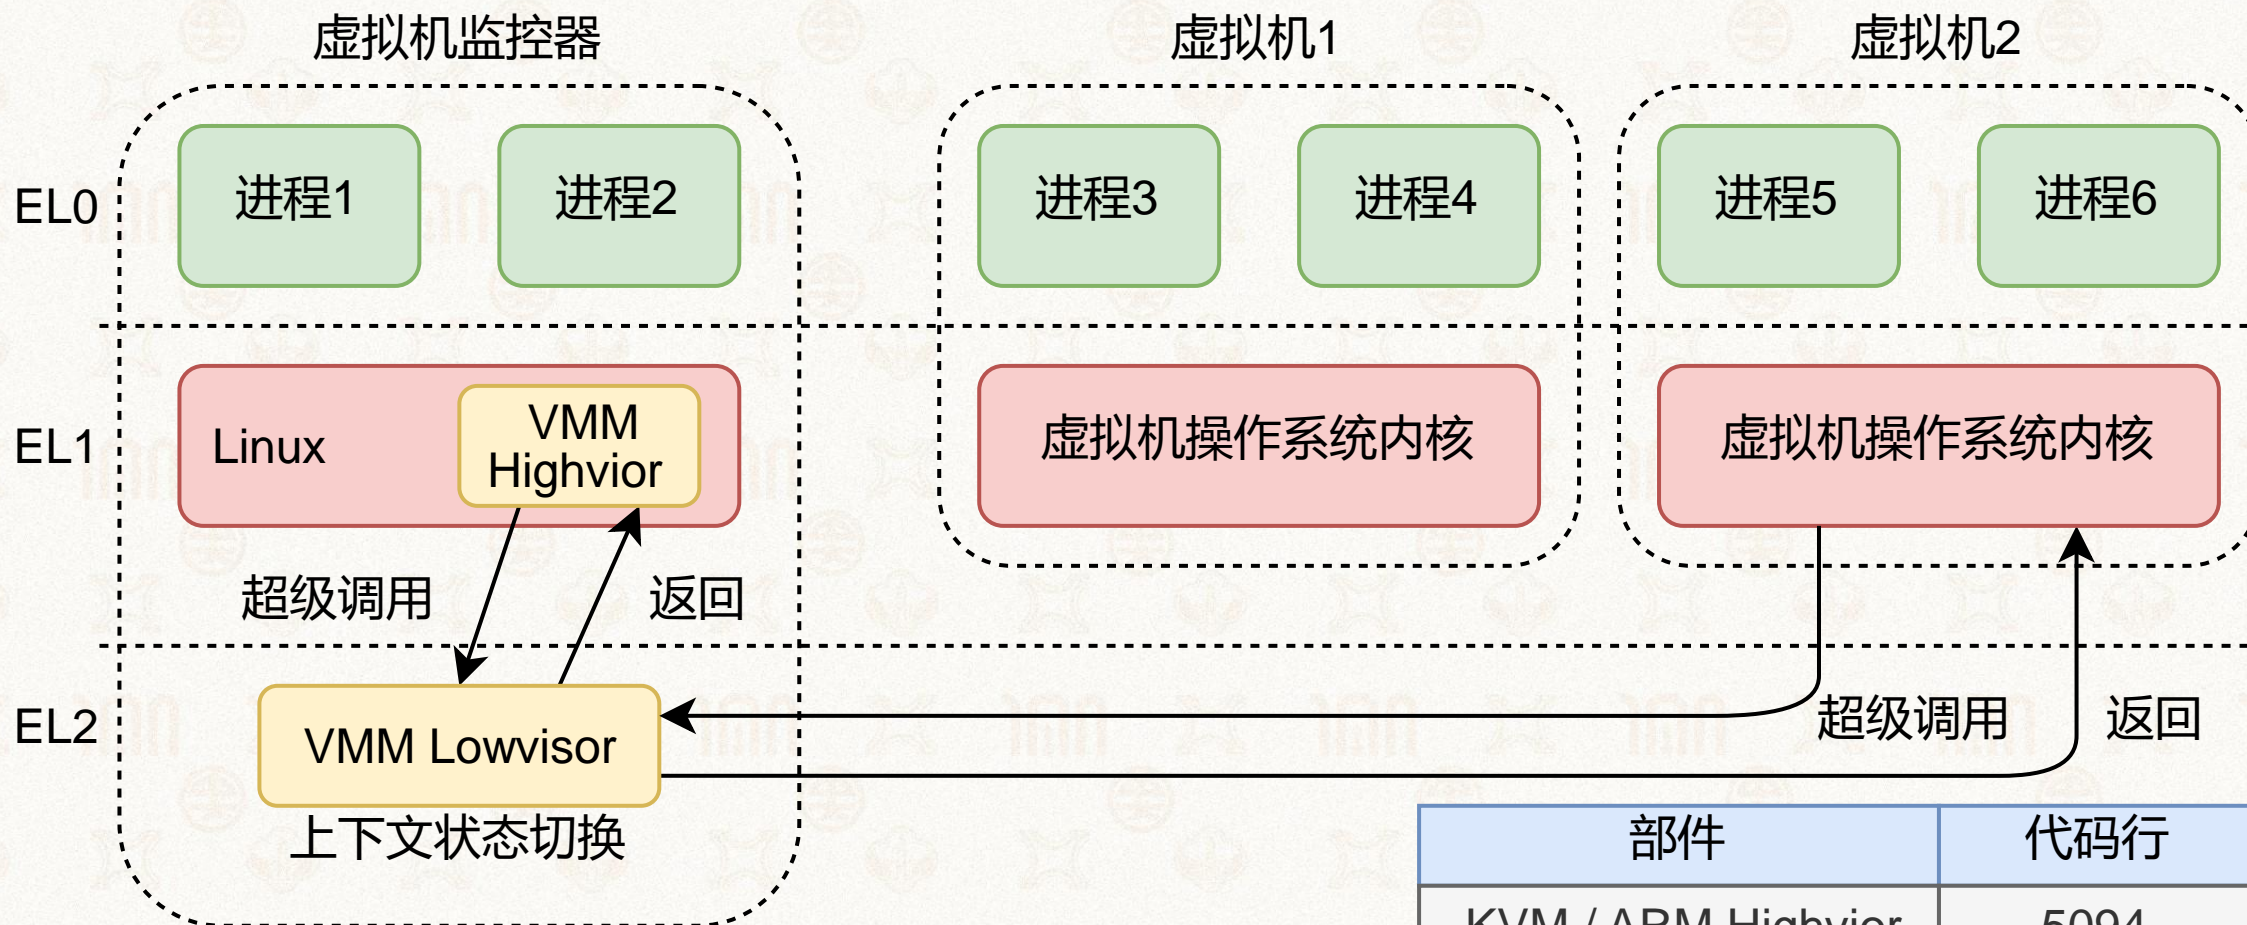 虚拟机监控器
虚拟机1
虚拟机2
EL0
进程1
进程2
进程3
进程4
进程5
进程6
EL1
Linux
VMM
Highvior
虚拟机操作系统内核
虚拟机操作系统内核
超级调用
返回
EL2
VMM Lowvisor
超级调用
返回
上下文状态切换
部件
代码行
KVM / ARM Highvior
5094